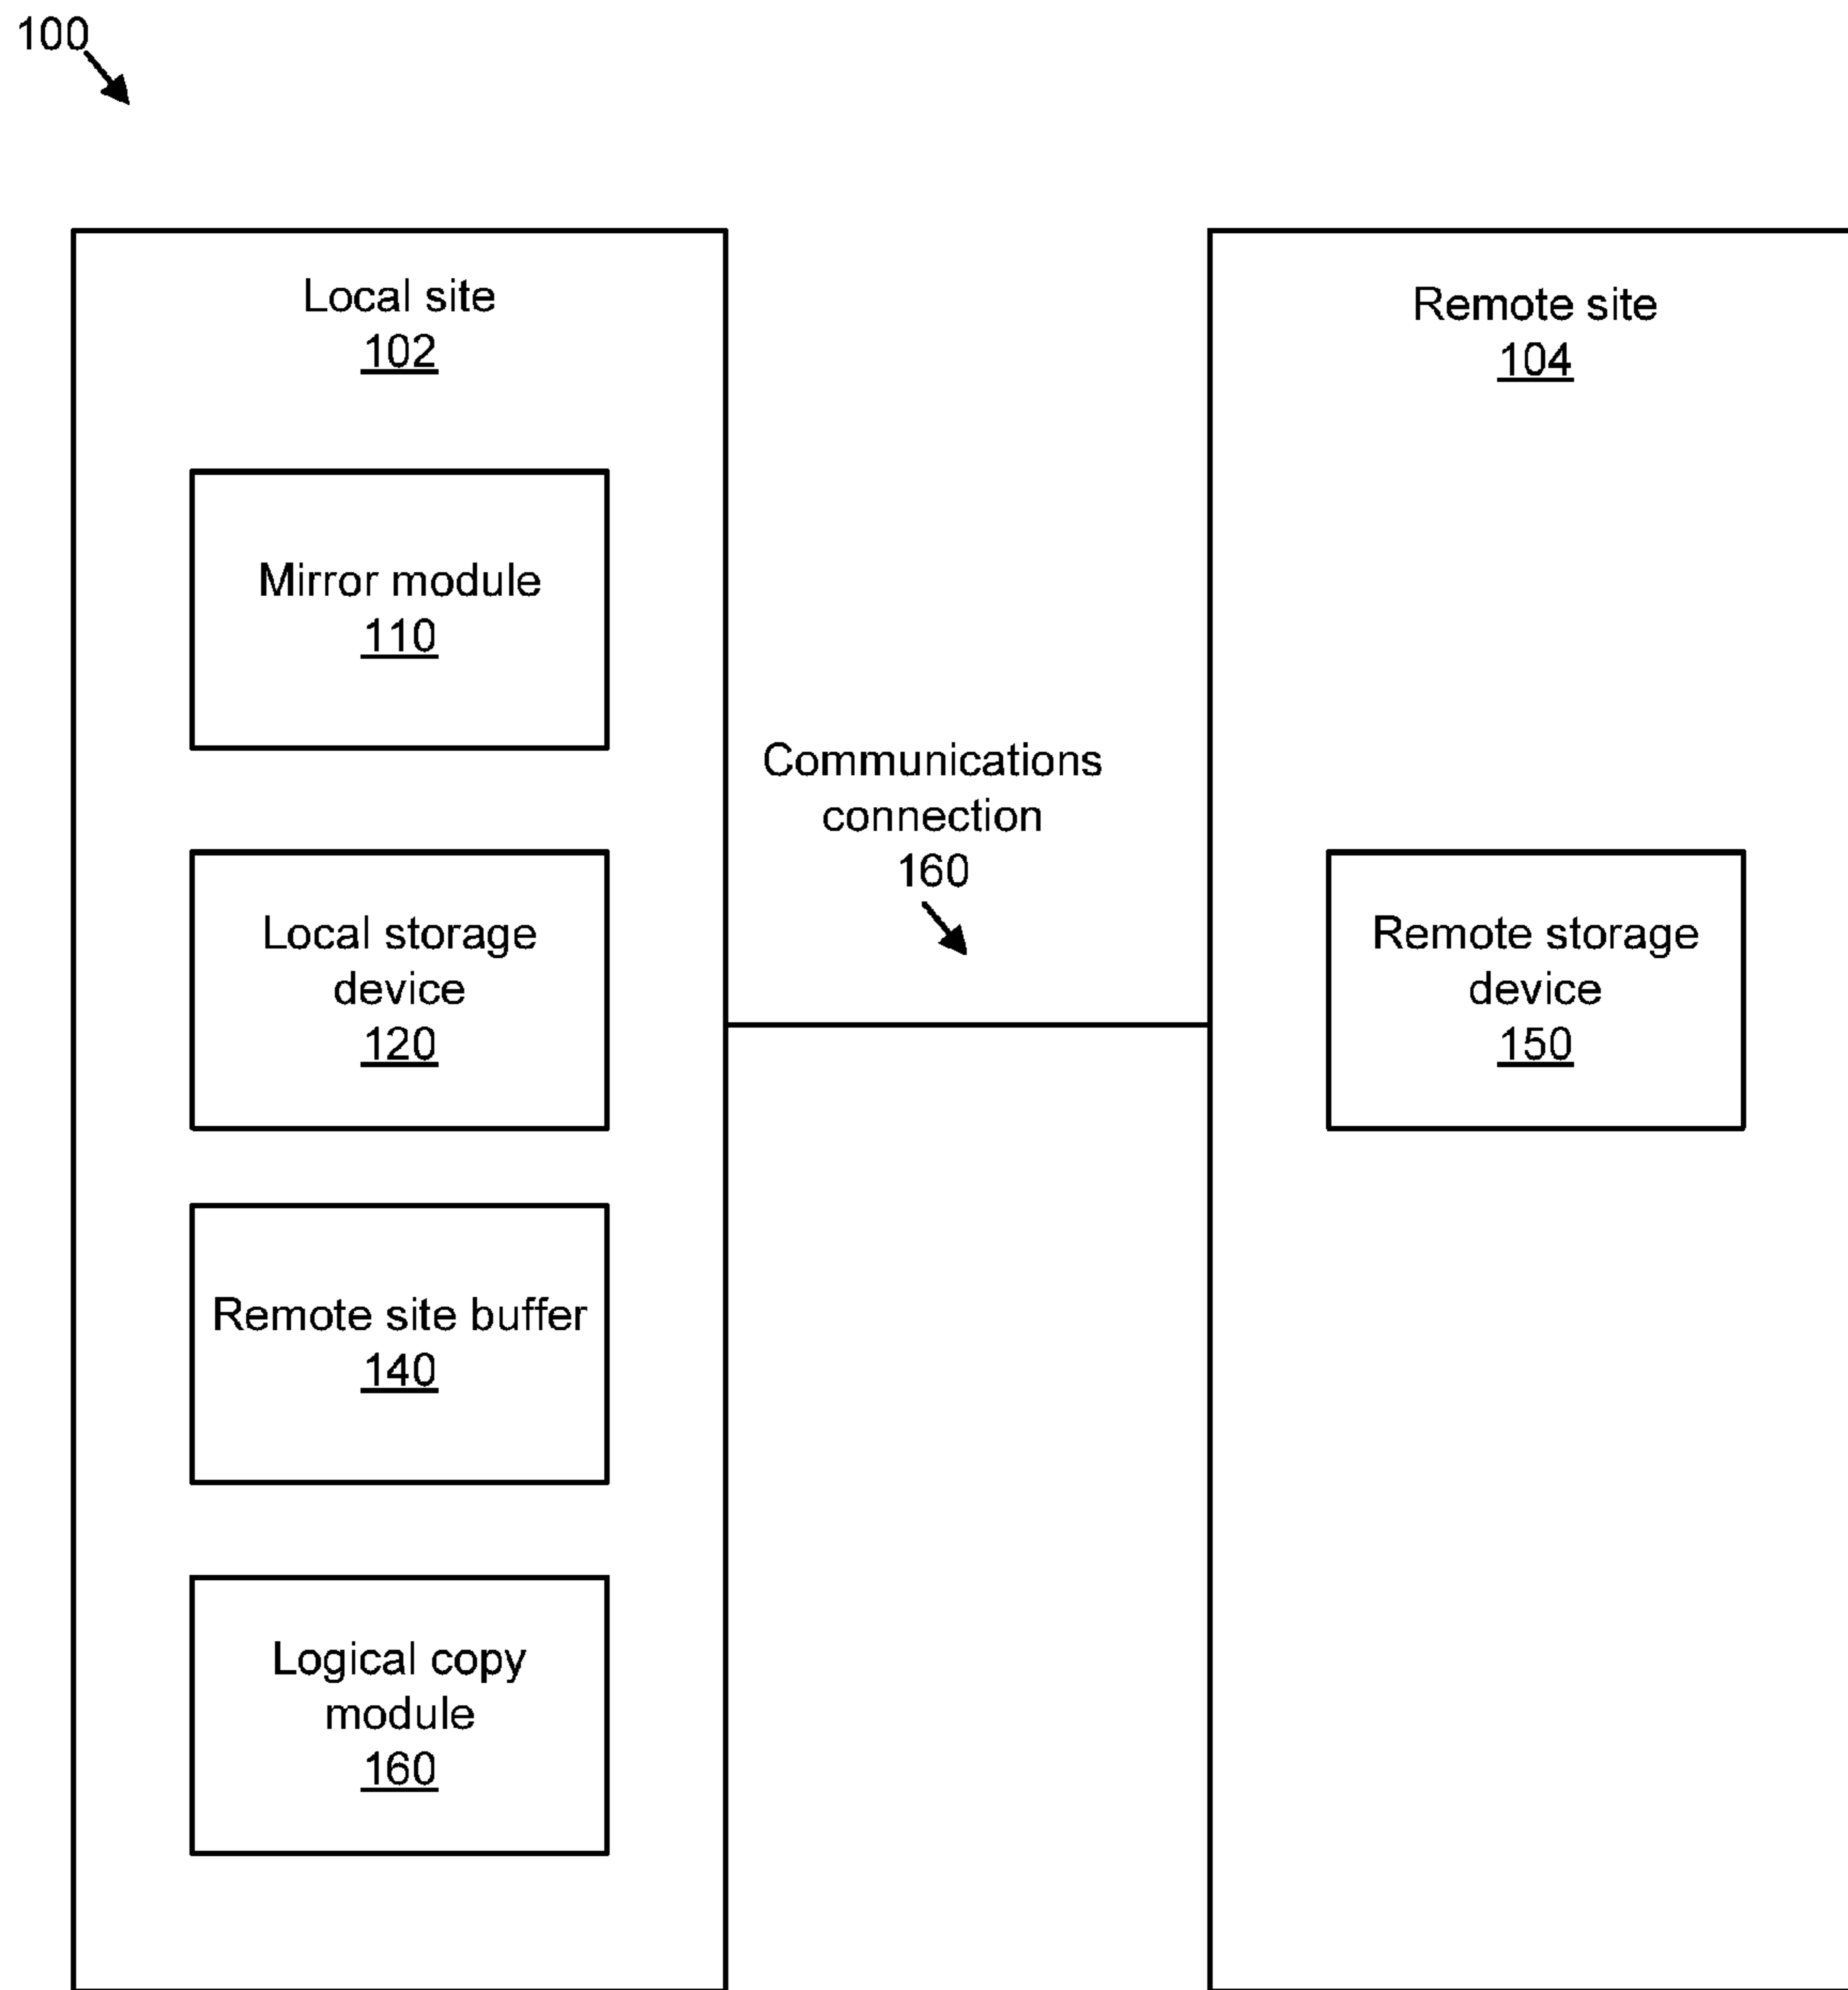 100
Local site
102
Mirror module
110
Local storage
device
120
Remote site buffer
140
Logical copy
module
160
Communications
connection
160
Remote site
104
Remote storage
device
150